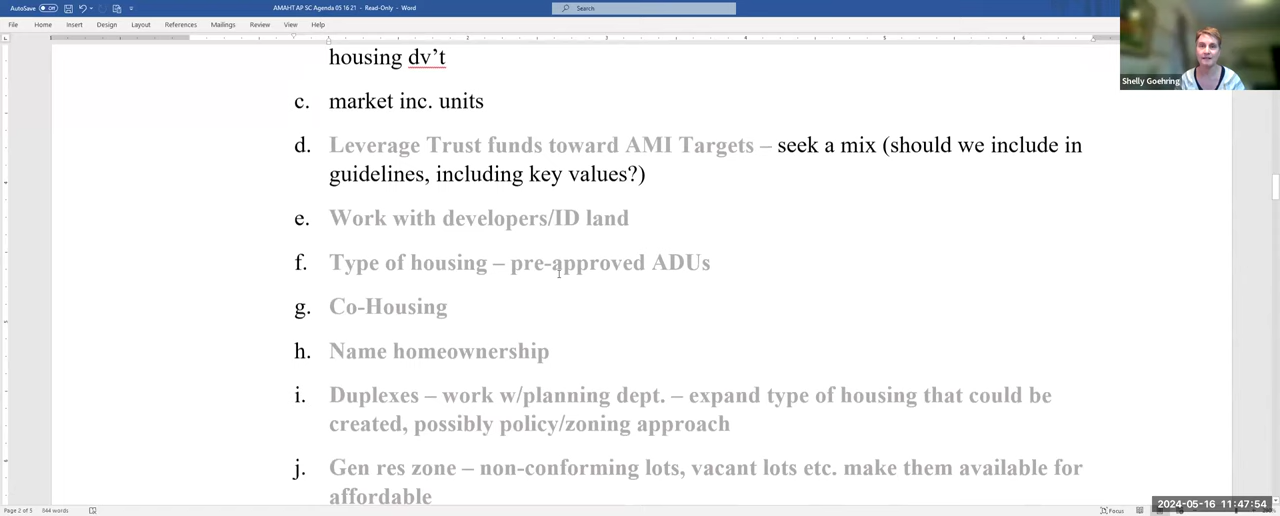 AutoSave Off
AMAHT AP SC Agenda 05 16 21 - Read-Only - Word
Search
File Home Insert Design Layout References Mailings Review View Help
housing dv't
c. market inc. units
d. Leverage Trust funds toward AMI Targets – seek a mix (should we include in
guidelines, including key values?)
e. Work with developers/ID land
f. Type of housing – pre-approved ADUs
g. Co-Housing
h. Name homeownership
i. Duplexes – work w/planning dept. – expand type of housing that could be
created, possibly policy/zoning approach
j. Gen res zone – non-conforming lots, vacant lots etc. make them available for
affordable
Shelly Goehring
Page 2 of 5 844 words
Focus
2024-05-16 11:47:54